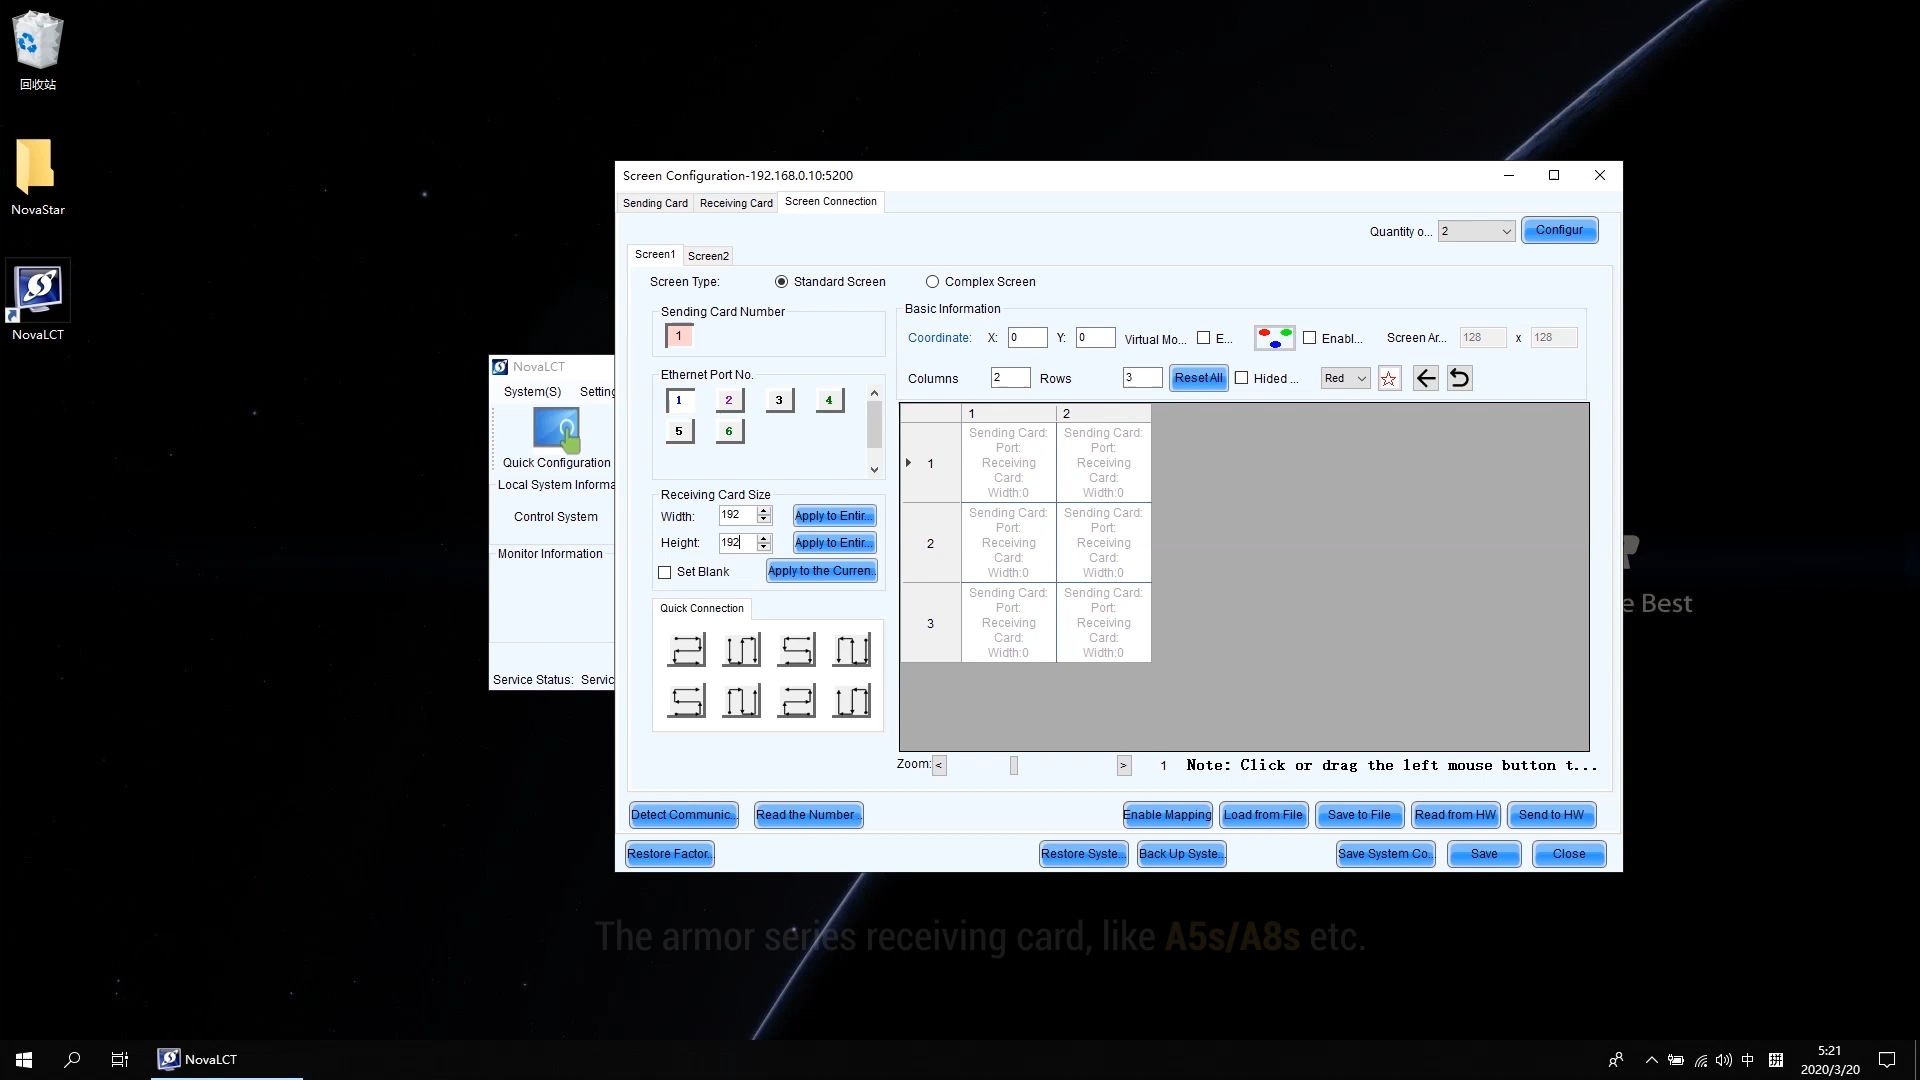 回收站
NovaStar
NovaLCT
NovaLCT
System(S) Setting
Quick Configuration
Local System Informa
Control System
Monitor Information
Service Status: Servic
Screen Configuration-192.168.0.10:5200
Sending Card Receiving Card Screen Connection
Quantity o... 2 Configur
Screen1 Screen2
Screen Type: Standard Screen Complex Screen
Sending Card Number
1
Ethernet Port No.
1 2 3 4
5 6
Receiving Card Size
Width: 192 Apply to Entir...
Height: 192 Apply to Entir...
Set Blank Apply to the Curren...
Quick Connection
Basic Information
Coordinate: X: 0 Y: 0 Virtual Mo... E... Enabl... Screen Ar... 128 x 128
Columns 2 Rows 3 Reset All Hided ... Red
1 2
1
Sending Card:
Port:
Receiving
Card:
Width:0
Sending Card:
Port:
Receiving
Card:
Width:0
2
Sending Card:
Port:
Receiving
Card:
Width:0
Sending Card:
Port:
Receiving
Card:
Width:0
3
Sending Card:
Port:
Receiving
Card:
Width:0
Sending Card:
Port:
Receiving
Card:
Width:0
Zoom: < > 1 Note: Click or drag the left mouse button t...
Detect Communic... Read the Number ... Enable Mapping Load from File Save to File Read from HW Send to HW
Restore Factor... Restore Syste... Back Up Syste... Save System Co... Save Close
e Best
The armor series receiving card, like A5s/A8s etc.
NovaLCT
中
拼
5:21
2020/3/20